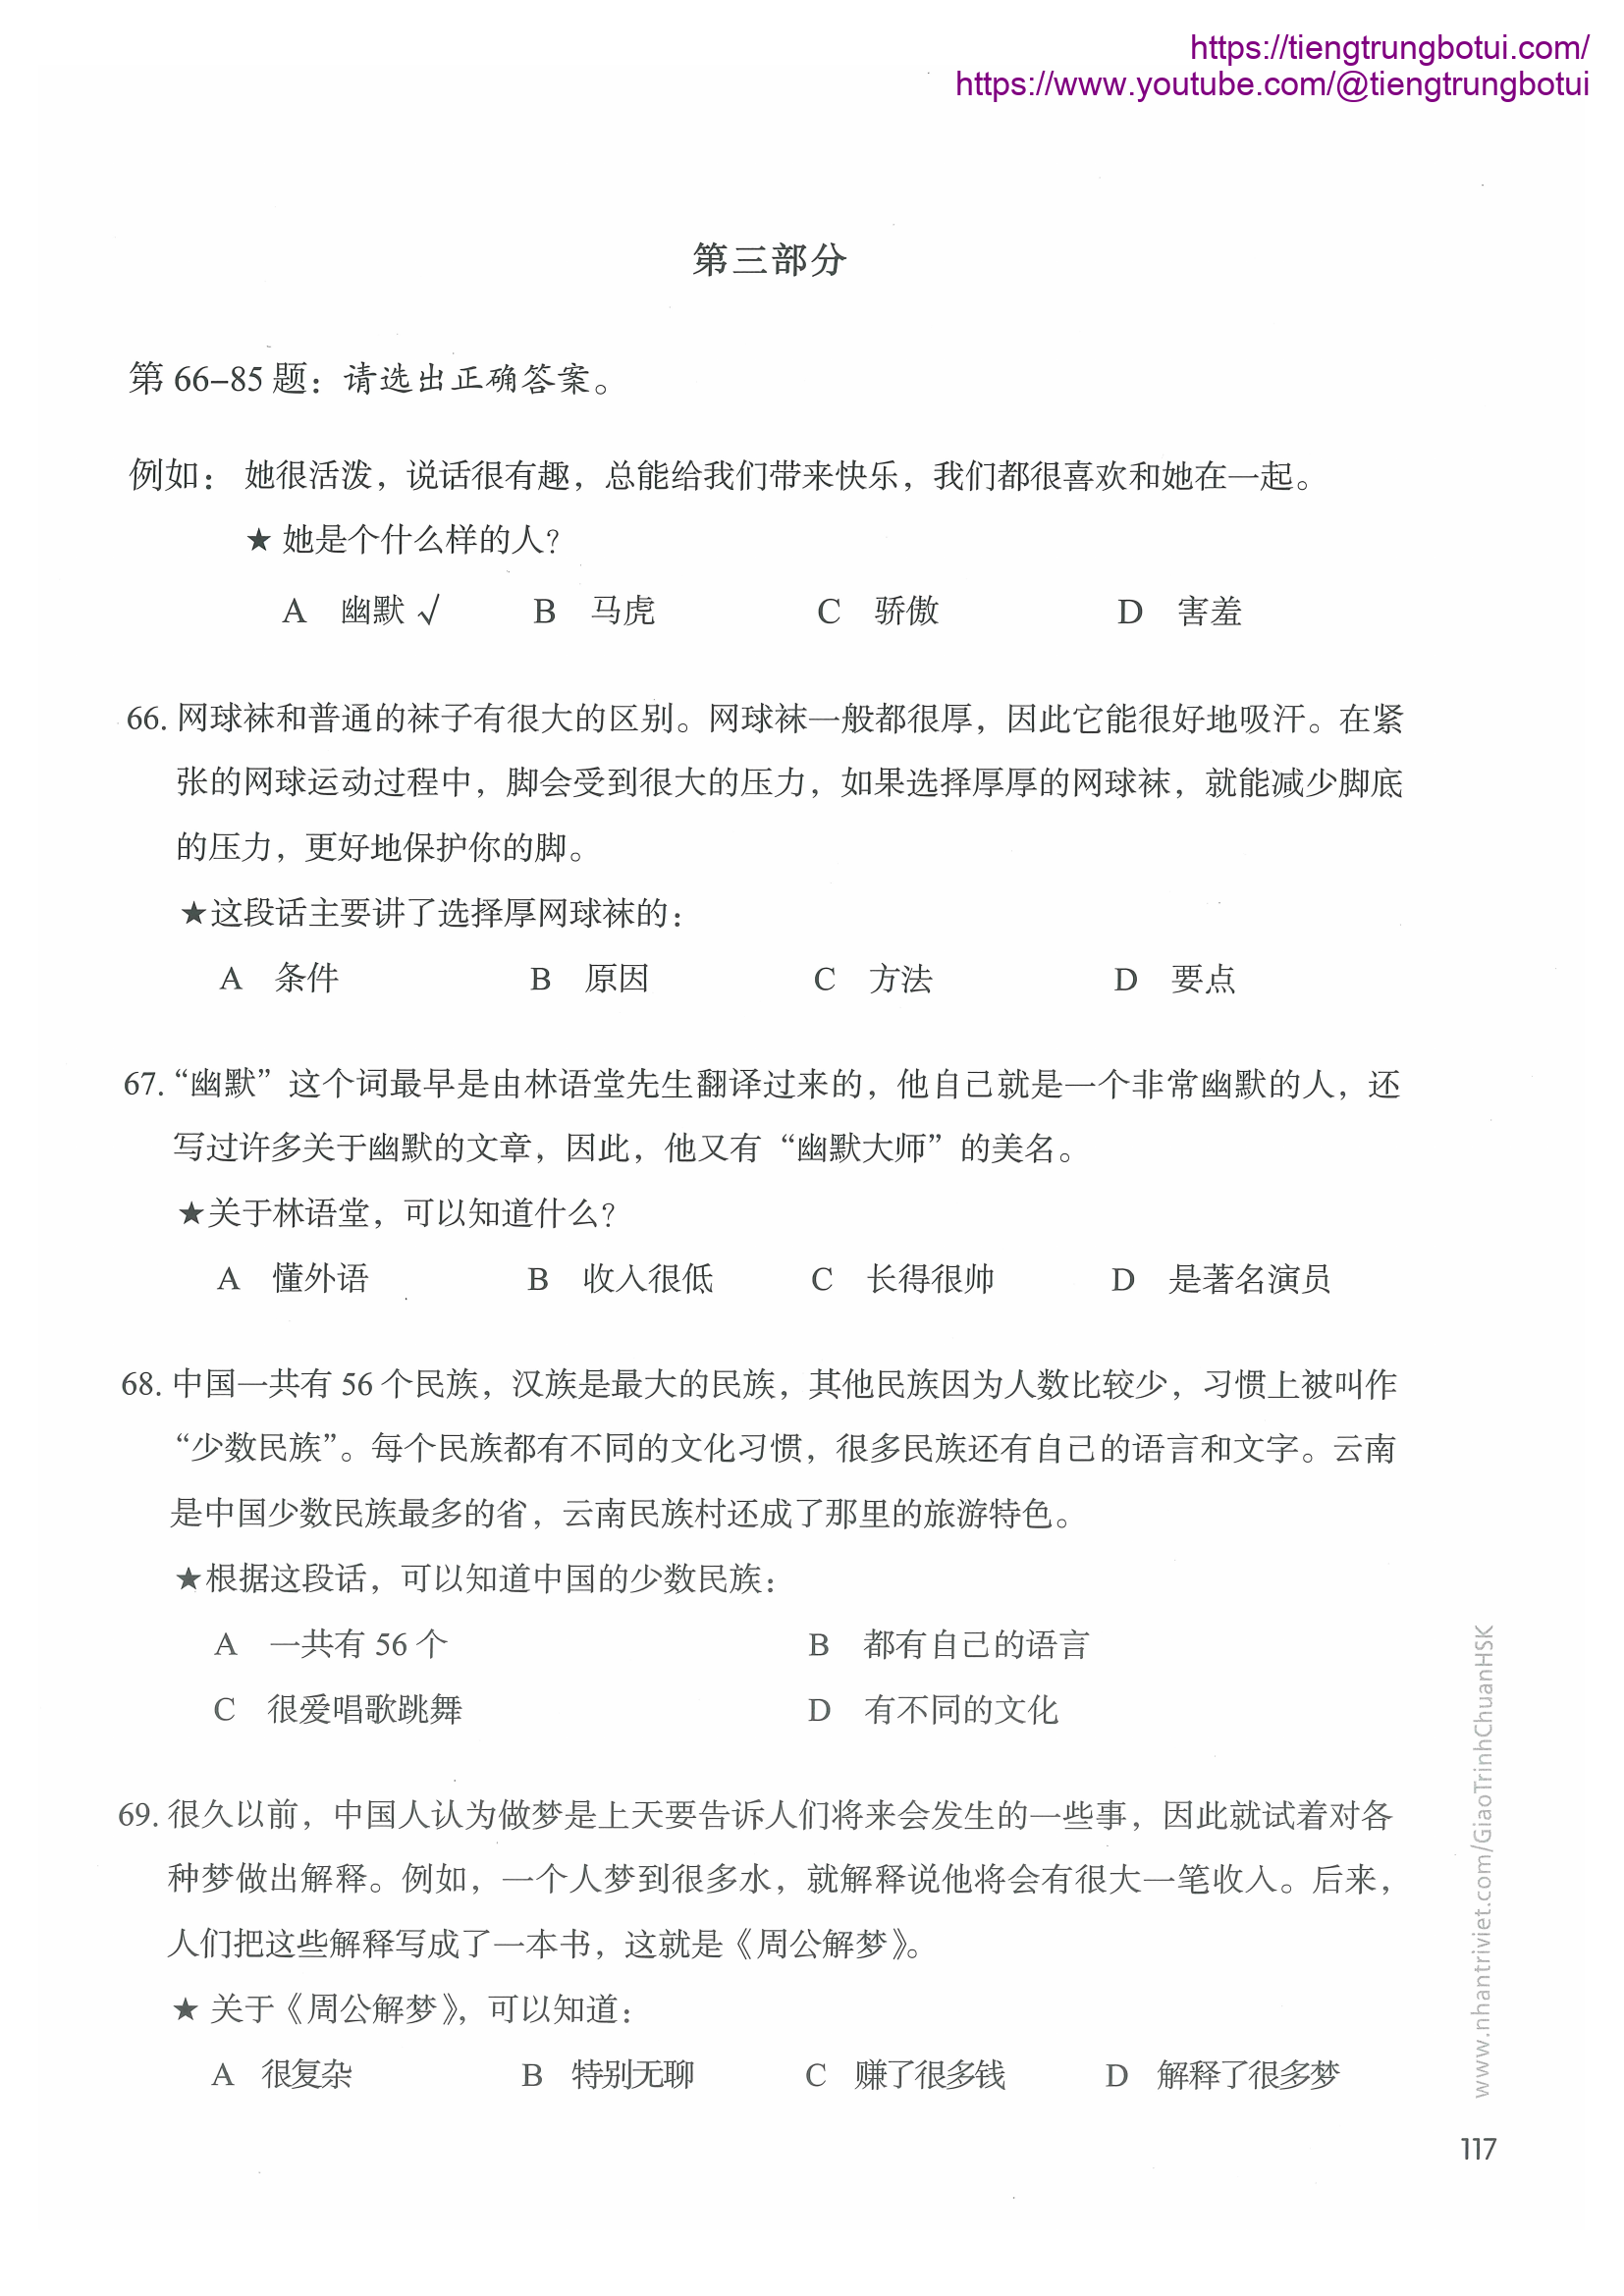 https://tiengtrungbotui.com/
https://www.youtube.com/@tiengtrungbotui
第三部分
第 66–85 题：请选出正确答案。
例如： 她很活泼，说话很有趣，总能给我们带来快乐，我们都很喜欢和她在一起。
★ 她是个什么样的人？
A 幽默 √ B 马虎 C 骄傲 D 害羞
66. 网球袜和普通的袜子有很大的区别。网球袜一般都很厚，因此它能很好地吸汗。在紧
张的网球运动过程中，脚会受到很大的压力，如果选择厚厚的网球袜，就能减少脚底
的压力，更好地保护你的脚。
★这段话主要讲了选择厚网球袜的：
A 条件 B 原因 C 方法 D 要点
67. “幽默”这个词最早是由林语堂先生翻译过来的，他自己就是一个非常幽默的人，还
写过许多关于幽默的文章，因此，他又有“幽默大师”的美名。
★关于林语堂，可以知道什么？
A 懂外语 B 收入很低 C 长得很帅 D 是著名演员
68. 中国一共有 56 个民族，汉族是最大的民族，其他民族因为人数比较少，习惯上被叫作
“少数民族”。每个民族都有不同的文化习惯，很多民族还有自己的语言和文字。云南
是中国少数民族最多的省，云南民族村还成了那里的旅游特色。
★根据这段话，可以知道中国的少数民族：
A 一共有 56 个 B 都有自己的语言
C 很爱唱歌跳舞 D 有不同的文化
69. 很久以前，中国人认为做梦是上天要告诉人们将来会发生的一些事，因此就试着对各
种梦做出解释。例如，一个人梦到很多水，就解释说他将会有很大一笔收入。后来，
人们把这些解释写成了一本书，这就是《周公解梦》。
★ 关于《周公解梦》，可以知道：
A 很复杂 B 特别无聊 C 赚了很多钱 D 解释了很多梦
www.nhantriviet.com/GiaoTrinhChuanHSK
117